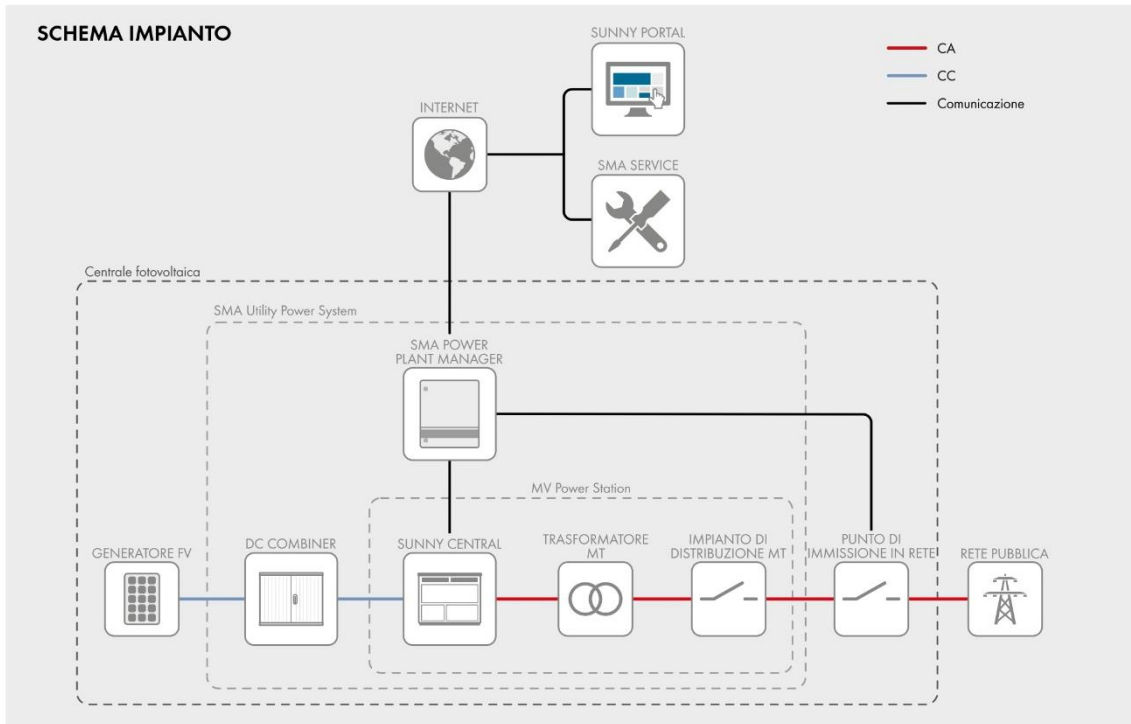 SCHEMA IMPIANTO
SUNNY PORTAL
CA
CC
Comunicazione
INTERNET
SMA SERVICE
Centrale fotovoltaica
SMA Utility Power System
SMA POWER
PLANT MANAGER
MV Power Station
GENERATORE FV
DC COMBINER
SUNNY CENTRAL
TRASFORMATORE
MT
IMPIANTO DI
DISTRIBUZIONE MT
PUNTO DI
IMMISSIONE IN RETE
RETE PUBBLICA